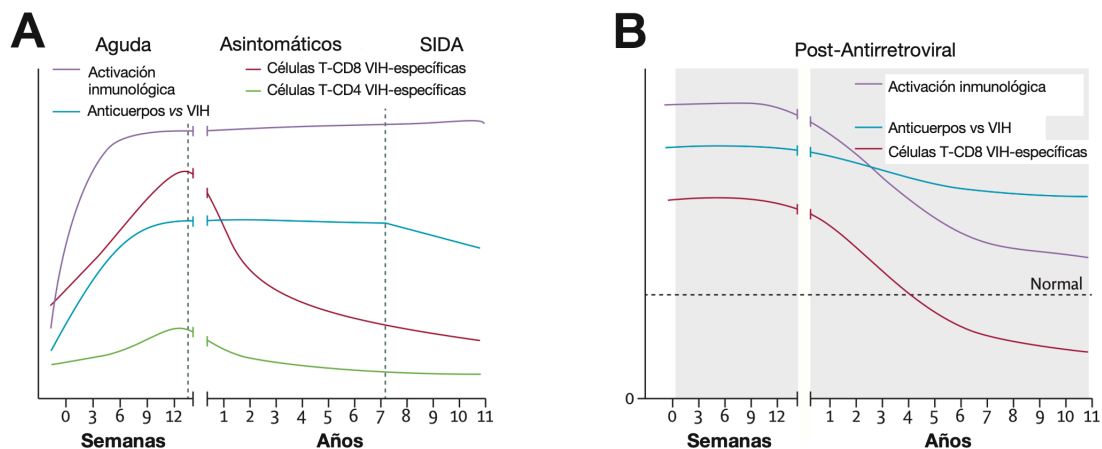 A
Aguda
Asintomáticos
SIDA
Activación
inmunológica
Anticuerpos vs VIH
Células T-CD8 VIH-específicas
Células T-CD4 VIH-específicas
0 3 6 9 12 1 2 3 4 5 6 7 8 9 10 11
Semanas
Años
B
Post-Antirretroviral
Activación inmunológica
Anticuerpos vs VIH
Células T-CD8 VIH-específicas
Normal
0
0 3 6 9 12 1 2 3 4 5 6 7 8 9 10 11
Semanas
Años